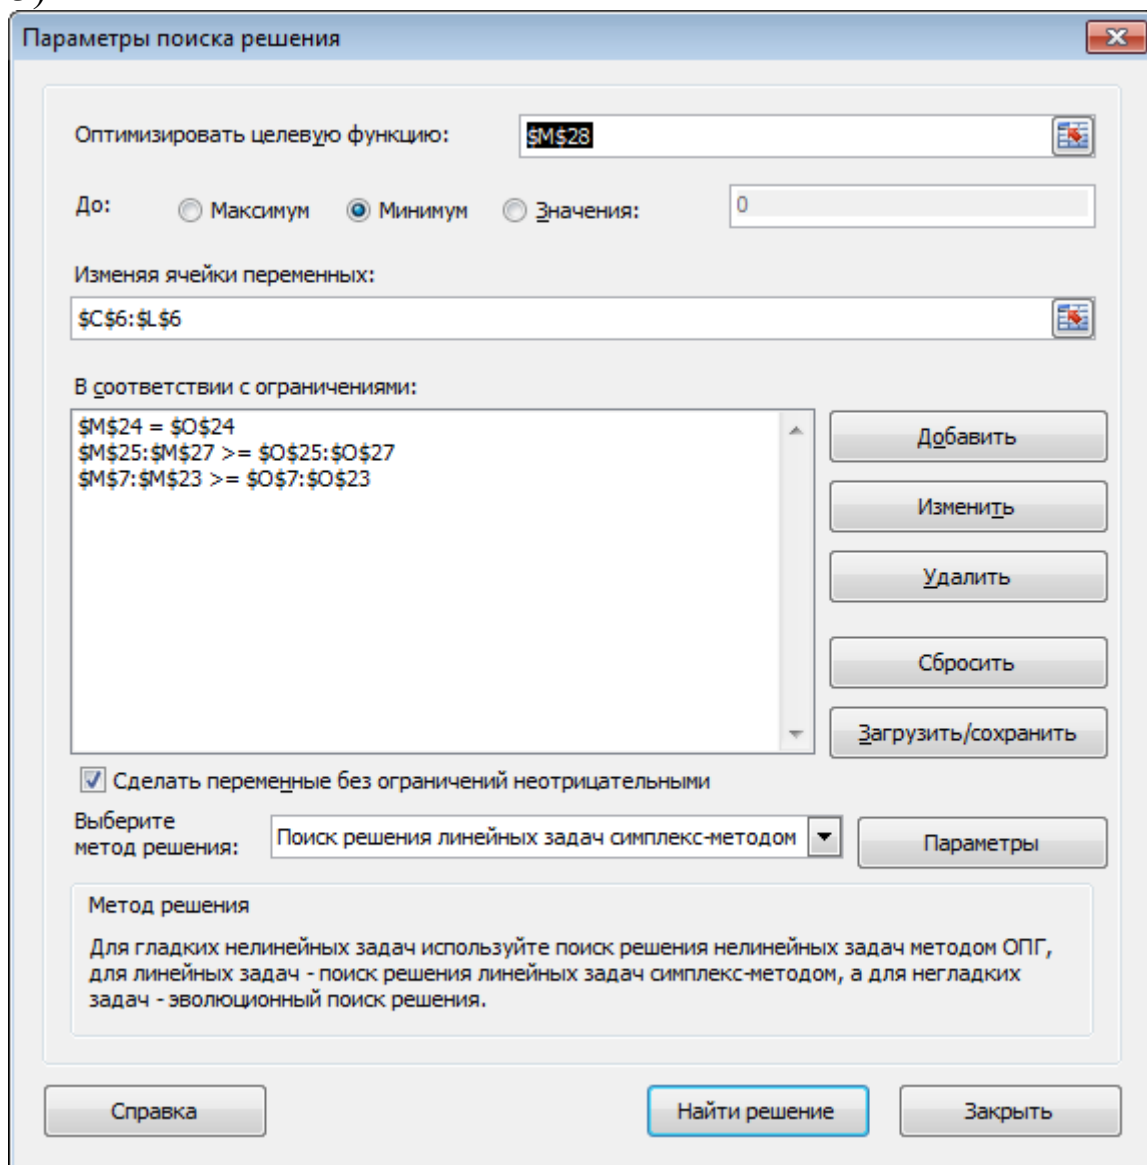 Параметры поиска решения
Оптимизировать целевую функцию:
$M$28
До:
Максимум
Минимум
Значения:
0
Изменяя ячейки переменных:
$C$6:$L$6
В соответствии с ограничениями:
$M$24 = $O$24
$M$25:$M$27 >= $O$25:$O$27
$M$7:$M$23 >= $O$7:$O$23
Добавить
Изменить
Удалить
Сбросить
Загрузить/сохранить
Сделать переменные без ограничений неотрицательными
Выберите
метод решения:
Поиск решения линейных задач симплекс-методом
Параметры
Метод решения
Для гладких нелинейных задач используйте поиск решения нелинейных задач методом ОПГ,
для линейных задач - поиск решения линейных задач симплекс-методом, а для негладких
задач - эволюционный поиск решения.
Справка
Найти решение
Закрыть